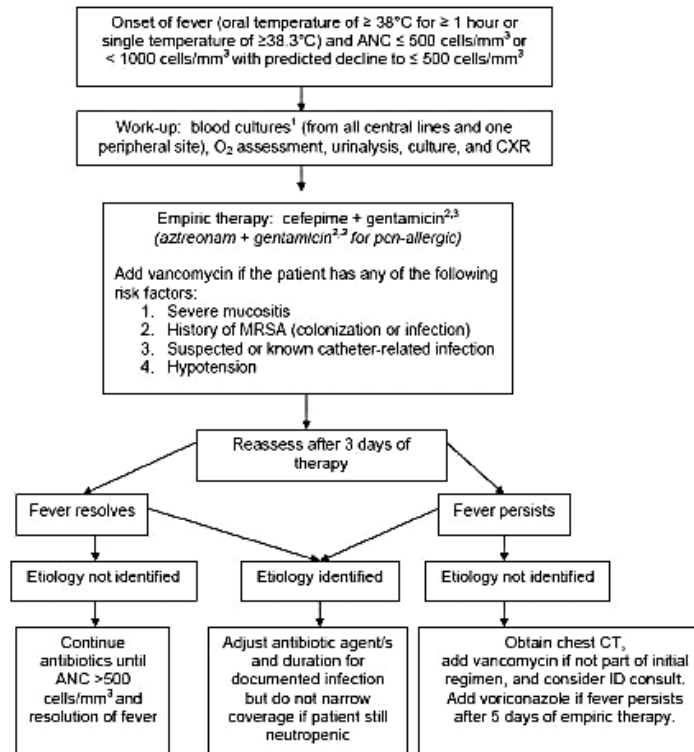 Onset of fever (oral temperature of ≥ 38°C for ≥ 1 hour or
single temperature of ≥38.3°C) and ANC ≤ 500 cells/mm³ or
< 1000 cells/mm³ with predicted decline to ≤ 500 cells/mm³
Work-up: blood cultures¹ (from all central lines and one
peripheral site), O₂ assessment, urinalysis, culture, and CXR
Empiric therapy: cefepime + gentamicin²,³
(aztreonam + gentamicin²,³ for pcn-allergic)
Add vancomycin if the patient has any of the following
risk factors:
1. Severe mucositis
2. History of MRSA (colonization or infection)
3. Suspected or known catheter-related infection
4. Hypotension
Reassess after 3 days of
therapy
Fever resolves
Fever persists
Etiology not identified
Etiology identified
Etiology not identified
Continue
antibiotics until
ANC >500
cells/mm³ and
resolution of fever
Adjust antibiotic agent/s
and duration for
documented infection
but do not narrow
coverage if patient still
neutropenic
Obtain chest CT,
add vancomycin if not part of initial
regimen, and consider ID consult.
Add voriconazole if fever persists
after 5 days of empiric therapy.